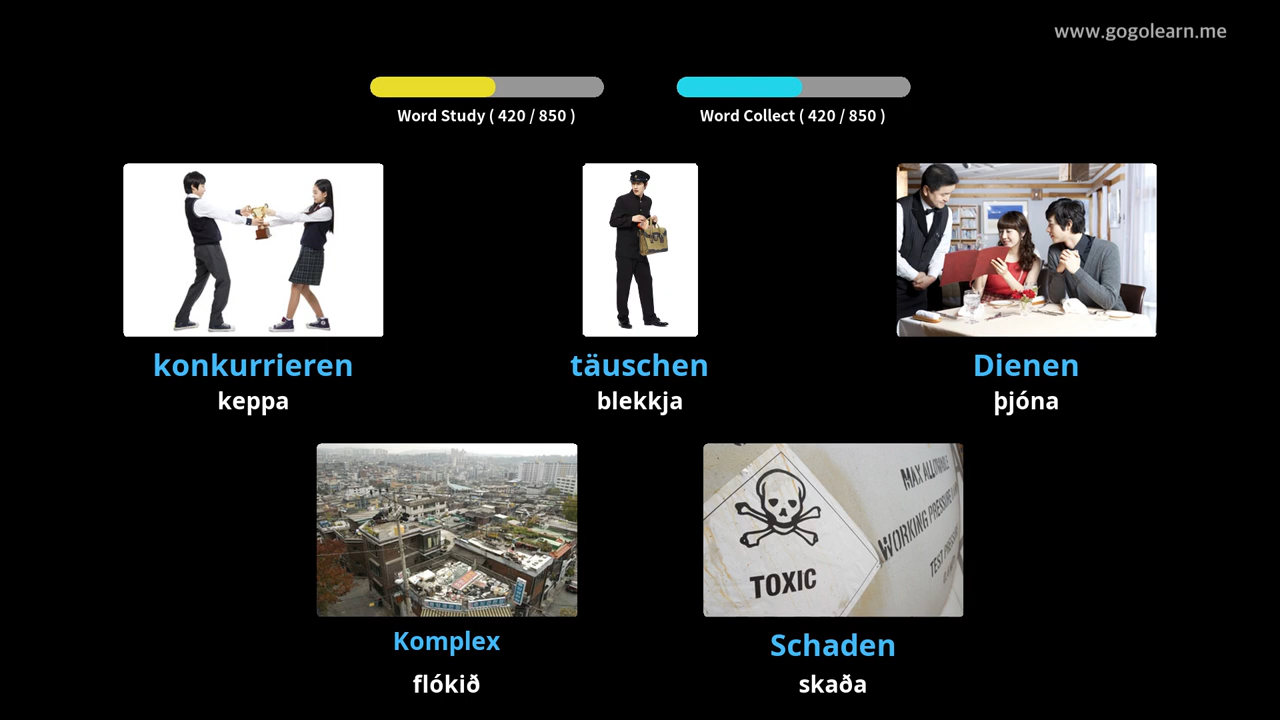 www.gogolearn.me
Word Study ( 420 / 850 )
Word Collect ( 420 / 850 )
konkurrieren
keppa
täuschen
blekkja
Dienen
þjóna
MAX ALLOWABLE
WORKING PRESSURE
TEST
TOXIC
Komplex
flókið
Schaden
skaða